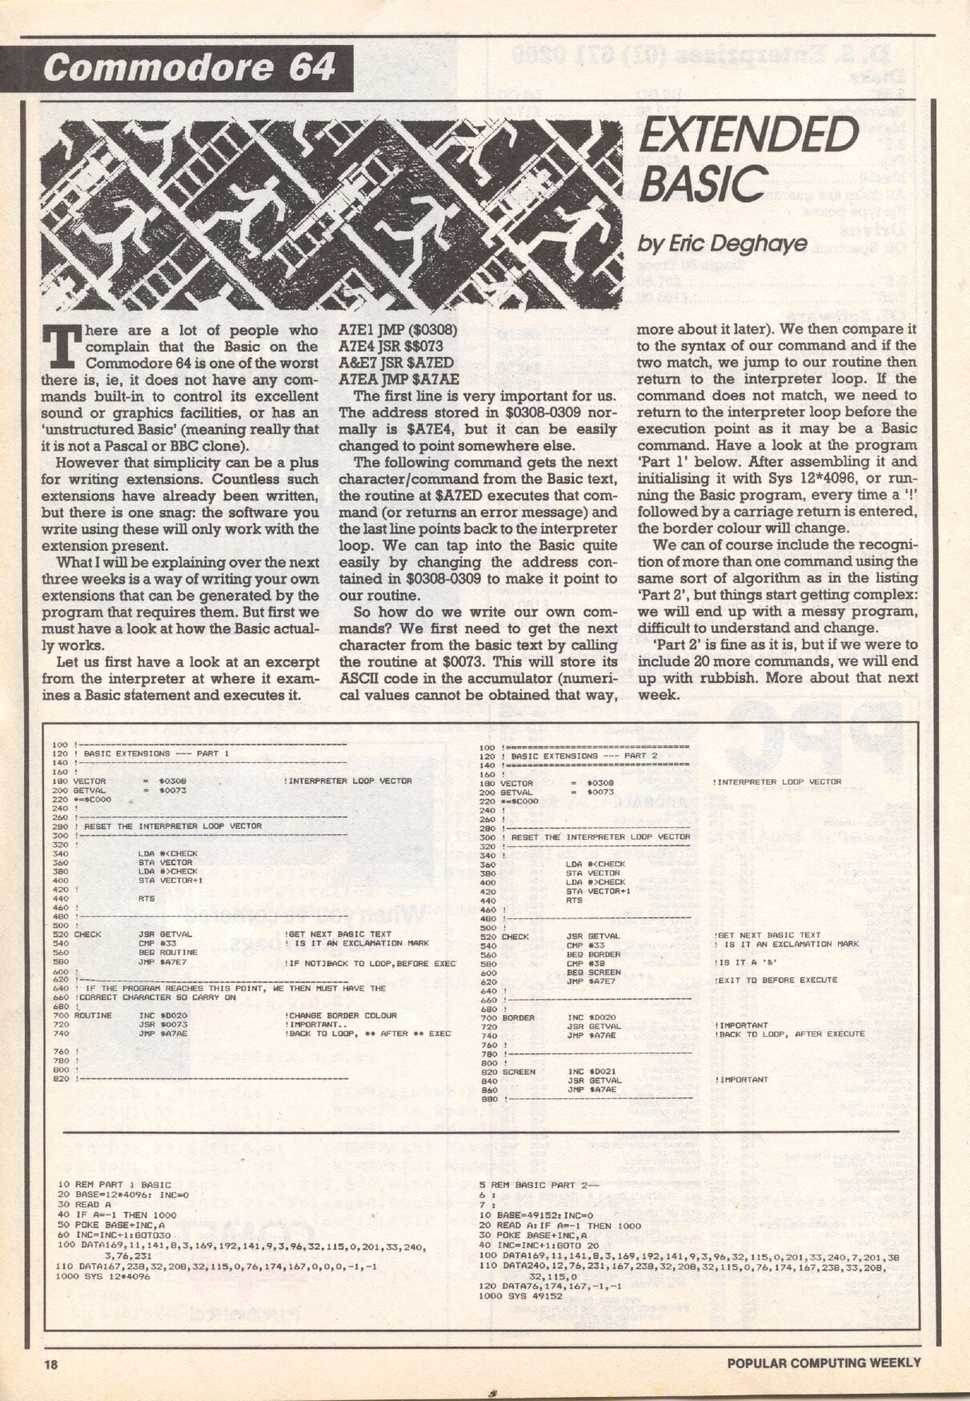 Commodore 64
EXTENDED
BASIC
by Eric Deghaye
There are a lot of people who
complain that the Basic on the
Commodore 64 is one of the worst
there is, ie, it does not have any com-
mands built-in to control its excellent
sound or graphics facilities, or has an
'unstructured Basic' (meaning really that
it is not a Pascal or BBC clone).
However that simplicity can be a plus
for writing extensions. Countless such
extensions have already been written,
but there is one snag: the software you
write using these will only work with the
extension present.
What I will be explaining over the next
three weeks is a way of writing your own
extensions that can be generated by the
program that requires them. But first we
must have a look at how the Basic actual-
ly works.
Let us first have a look at an excerpt
from the interpreter at where it exam-
ines a Basic statement and executes it.
A7E1 JMP ($0308)
A7E4 JSR $$073
A&E7 JSR $A7ED
A7EA JMP $A7AE
The first line is very important for us.
The address stored in $0308-0309 nor-
mally is $A7E4, but it can be easily
changed to point somewhere else.
The following command gets the next
character/command from the Basic text,
the routine at $A7ED executes that com-
mand (or returns an error message) and
the last line points back to the interpreter
loop. We can tap into the Basic quite
easily by changing the address con-
tained in $0308-0309 to make it point to
our routine.
So how do we write our own com-
mands? We first need to get the next
character from the basic text by calling
the routine at $0073. This will store its
ASCII code in the accumulator (numeri-
cal values cannot be obtained that way,
more about it later). We then compare it
to the syntax of our command and if the
two match, we jump to our routine then
return to the interpreter loop. If the
command does not match, we need to
return to the interpreter loop before the
execution point as it may be a Basic
command. Have a look at the program
'Part 1' below. After assembling it and
initialising it with Sys 12*4096, or run-
ning the Basic program, every time a '!'
followed by a carriage return is entered,
the border colour will change.
We can of course include the recogni-
tion of more than one command using the
same sort of algorithm as in the listing
'Part 2', but things start getting complex:
we will end up with a messy program,
difficult to understand and change.
'Part 2' is fine as it is, but if we were to
include 20 more commands, we will end
up with rubbish. More about that next
week.
100 !-------------------------------------------------
120 ! BASIC EXTENSIONS --- PART 1
140 !-------------------------------------------------
160 !
180 VECTOR = $0308 !INTERPRETER LOOP VECTOR
200 GETVAL = $0073
220 *=$C000
240 !
260 !-------------------------------------------------
280 ! RESET THE INTERPRETER LOOP VECTOR
300 !-------------------------------------------------
320 !
340 LDA #<CHECK
360 STA VECTOR
380 LDA #>CHECK
400 STA VECTOR+1
420 !
440 RTS
460 !
480 !-------------------------------------------------
500 !
520 CHECK JSR GETVAL !GET NEXT BASIC TEXT
540 CMP #33 ! IS IT AN EXCLAMATION MARK
560 BEQ ROUTINE
580 JMP $A7E7 !IF NOT)BACK TO LOOP,BEFORE EXEC
600 !
620 !-------------------------------------------------
640 ! IF THE PROGRAM REACHES THIS POINT, WE THEN MUST HAVE THE
660 !CORRECT CHARACTER SO CARRY ON
680 !
700 ROUTINE INC $D020 !CHANGE BORDER COLOUR
720 JSR $0073 !IMPORTANT..
740 JMP $A7AE !BACK TO LOOP, ** AFTER ** EXEC
760 !
780 !
800 !
820 !-------------------------------------------------
100 !==================================
120 ! BASIC EXTENSIONS --- PART 2
140 !==================================
160 !
180 VECTOR = $0308 !INTERPRETER LOOP VECTOR
200 GETVAL = $0073
220 *=$C000
240 !
260 !
280 !----------------------------------
300 ! RESET THE INTERPRETER LOOP VECTOR
320 !----------------------------------
340 !
360 LDA #<CHECK
380 STA VECTOR
400 LDA #>CHECK
420 STA VECTOR+1
440 RTS
460 !
480 !----------------------------------
500 !
520 CHECK JSR GETVAL !GET NEXT BASIC TEXT
540 CMP #33 ! IS IT AN EXCLAMATION MARK
560 BEQ BORDER
580 CMP #38 !IS IT A '&'
600 BEQ SCREEN
620 JMP $A7E7 !EXIT TO BEFORE EXECUTE
640 !
660 !----------------------------------
680 !
700 BORDER INC $D020
720 JSR GETVAL !IMPORTANT
740 JMP $A7AE !BACK TO LOOP, AFTER EXECUTE
760 !
780 !----------------------------------
800 !
820 SCREEN INC $D021
840 JSR GETVAL !IMPORTANT
860 JMP $A7AE
880 !----------------------------------
10 REM PART 1 BASIC
20 BASE=12*4096: INC=0
30 READ A
40 IF A=-1 THEN 1000
50 POKE BASE+INC,A
60 INC=INC+1:GOTO30
100 DATA169,11,141,8,3,169,192,141,9,3,96,32,115,0,201,33,240,
3,76,231
110 DATA167,238,32,208,32,115,0,76,174,167,0,0,0,-1,-1
1000 SYS 12*4096
5 REM BASIC PART 2--
6 :
7 :
10 BASE=49152:INC=0
20 READ A:IF A=-1 THEN 1000
30 POKE BASE+INC,A
40 INC=INC+1:GOTO 20
100 DATA169,11,141,8,3,169,192,141,9,3,96,32,115,0,201,33,240,7,201,38
110 DATA240,12,76,231,167,238,32,208,32,115,0,76,174,167,238,33,208,
32,115,0
120 DATA76,174,167,-1,-1
1000 SYS 49152
18
POPULAR COMPUTING WEEKLY